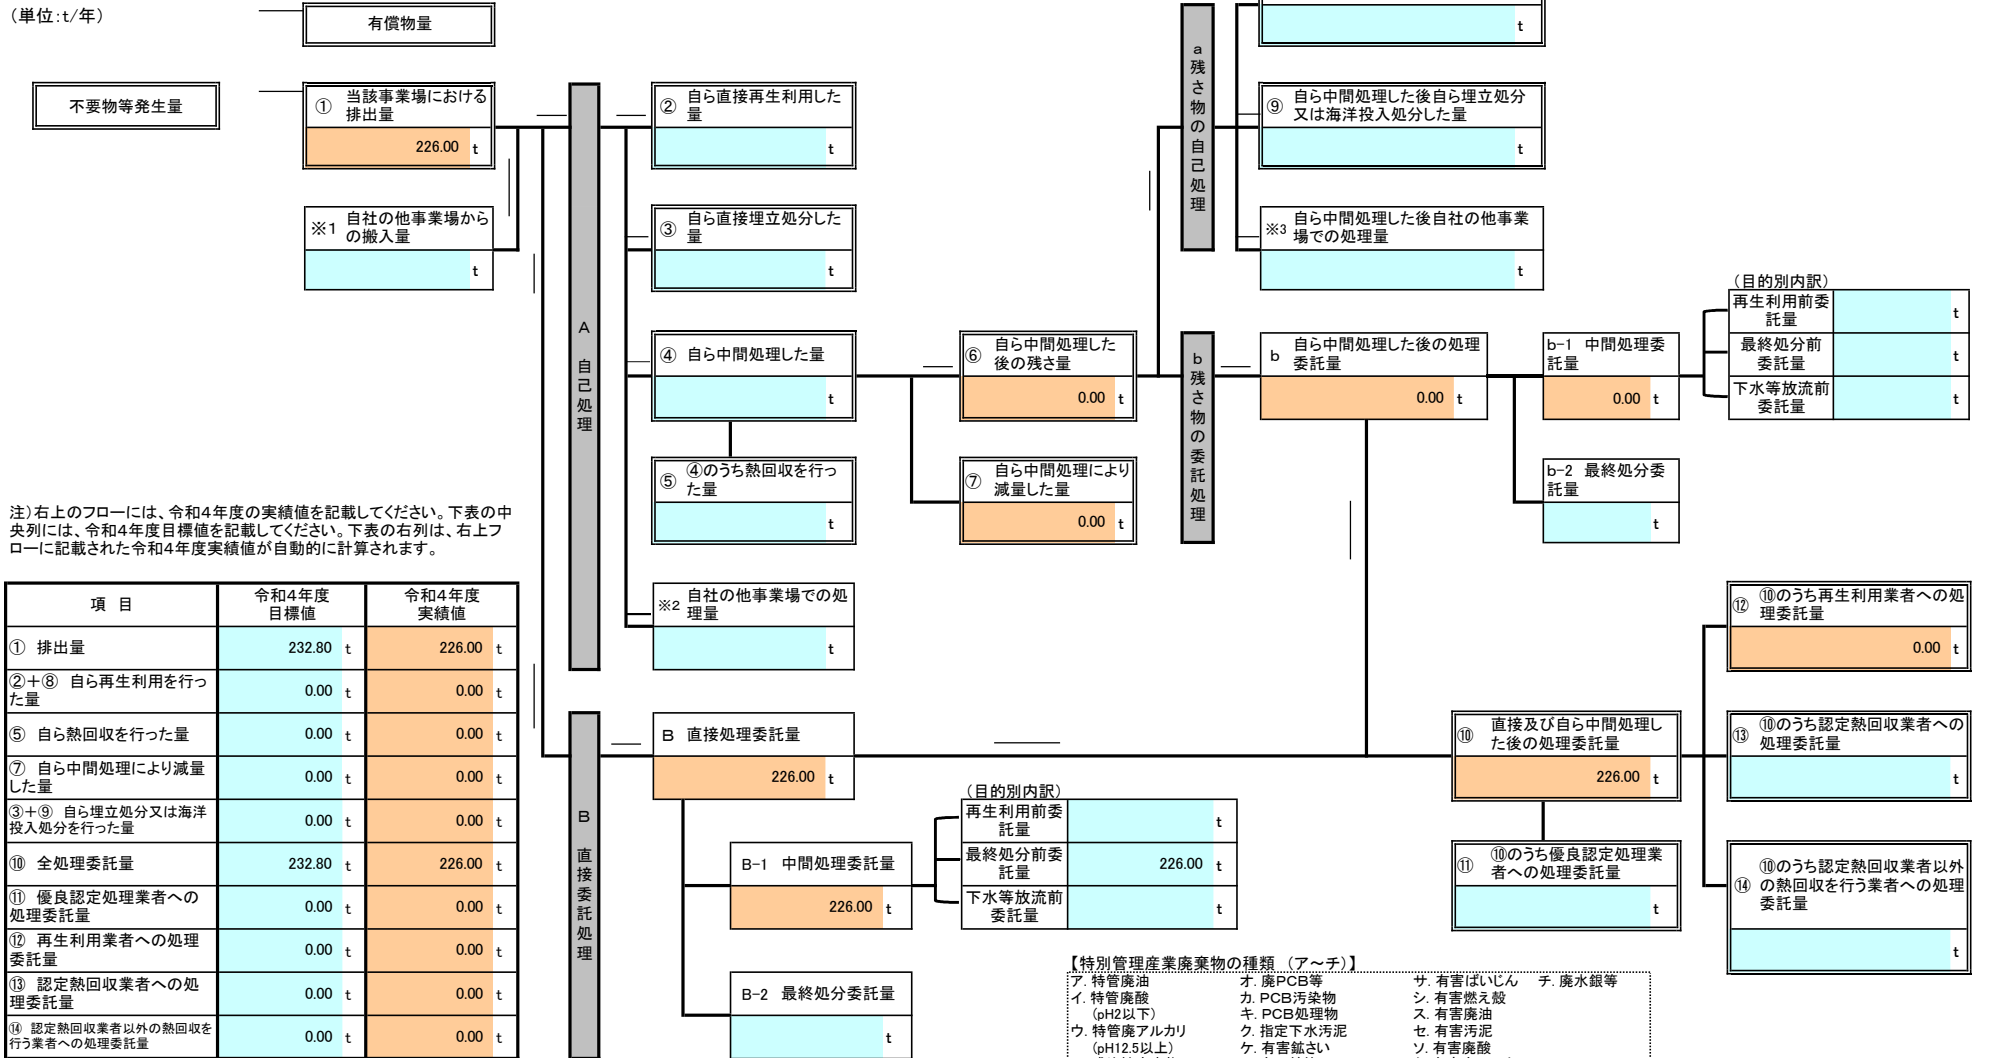 (単位:t/年)
有償物量
不要物等発生量
① 当該事業場における
排出量
226.00 t
※1 自社の他事業場から
の搬入量
t
A 自己処理
② 自ら直接再生利用した
量
t
③ 自ら直接埋立処分した
量
t
④ 自ら中間処理した量
t
⑤ ④のうち熱回収を行っ
た量
t
※2 自社の他事業場での処
理量
t
⑥ 自ら中間処理した
後の残さ量
0.00 t
⑦ 自ら中間処理により
減量した量
0.00 t
a残さ物の自己処理
t
⑨ 自ら中間処理した後自ら埋立処分
又は海洋投入処分した量
t
※3 自ら中間処理した後自社の他事業
場での処理量
t
b残さ物の委託処理
b 自ら中間処理した後の処理
委託量
0.00 t
b-1 中間処理委
託量
0.00 t
b-2 最終処分委
託量
t
(目的別内訳)
再生利用前委
託量
t
最終処分前
委託量
t
下水等放流前
委託量
t
注)右上のフローには、令和4年度の実績値を記載してください。下表の中
央列には、令和4年度目標値を記載してください。下表の右列は、右上フ
ローに記載された令和4年度実績値が自動的に計算されます。
項 目 令和4年度
目標値 令和4年度
実績値
① 排出量 232.80 t 226.00 t
②+⑧ 自ら再生利用を行っ
た量 0.00 t 0.00 t
⑤ 自ら熱回収を行った量 0.00 t 0.00 t
⑦ 自ら中間処理により減量
した量 0.00 t 0.00 t
③+⑨ 自ら埋立処分又は海洋
投入処分を行った量 0.00 t 0.00 t
⑩ 全処理委託量 232.80 t 226.00 t
⑪ 優良認定処理業者への
処理委託量 0.00 t 0.00 t
⑫ 再生利用業者への処理
委託量 0.00 t 0.00 t
⑬ 認定熱回収業者への処
理委託量 0.00 t 0.00 t
⑭ 認定熱回収業者以外の熱回収を
行う業者への処理委託量 0.00 t 0.00 t
B 直接委託処理
B 直接処理委託量
226.00 t
B-1 中間処理委託量
226.00 t
B-2 最終処分委託量
t
(目的別内訳)
再生利用前委
託量
t
最終処分前委
託量
226.00 t
下水等放流前
委託量
t
⑩ 直接及び自ら中間処理し
た後の処理委託量
226.00 t
⑪ ⑩のうち優良認定処理業
者への処理委託量
t
⑫ ⑩のうち再生利用業者への処
理委託量
0.00 t
⑬ ⑩のうち認定熱回収業者への
処理委託量
t
⑭ ⑩のうち認定熱回収業者以外
の熱回収を行う業者への処理
委託量
t
【特別管理産業廃棄物の種類 (ア～チ)】
ア. 特管廃油 オ. 廃PCB等 サ. 有害ばいじん チ. 廃水銀等
イ. 特管廃酸 カ. PCB汚染物 シ. 有害燃え殻
(pH2以下) キ. PCB処理物 ス. 有害廃油
ウ. 特管廃アルカリ ク. 指定下水汚泥 セ. 有害汚泥
(pH12.5以上) ケ. 有害鉱さい ソ. 有害廃酸